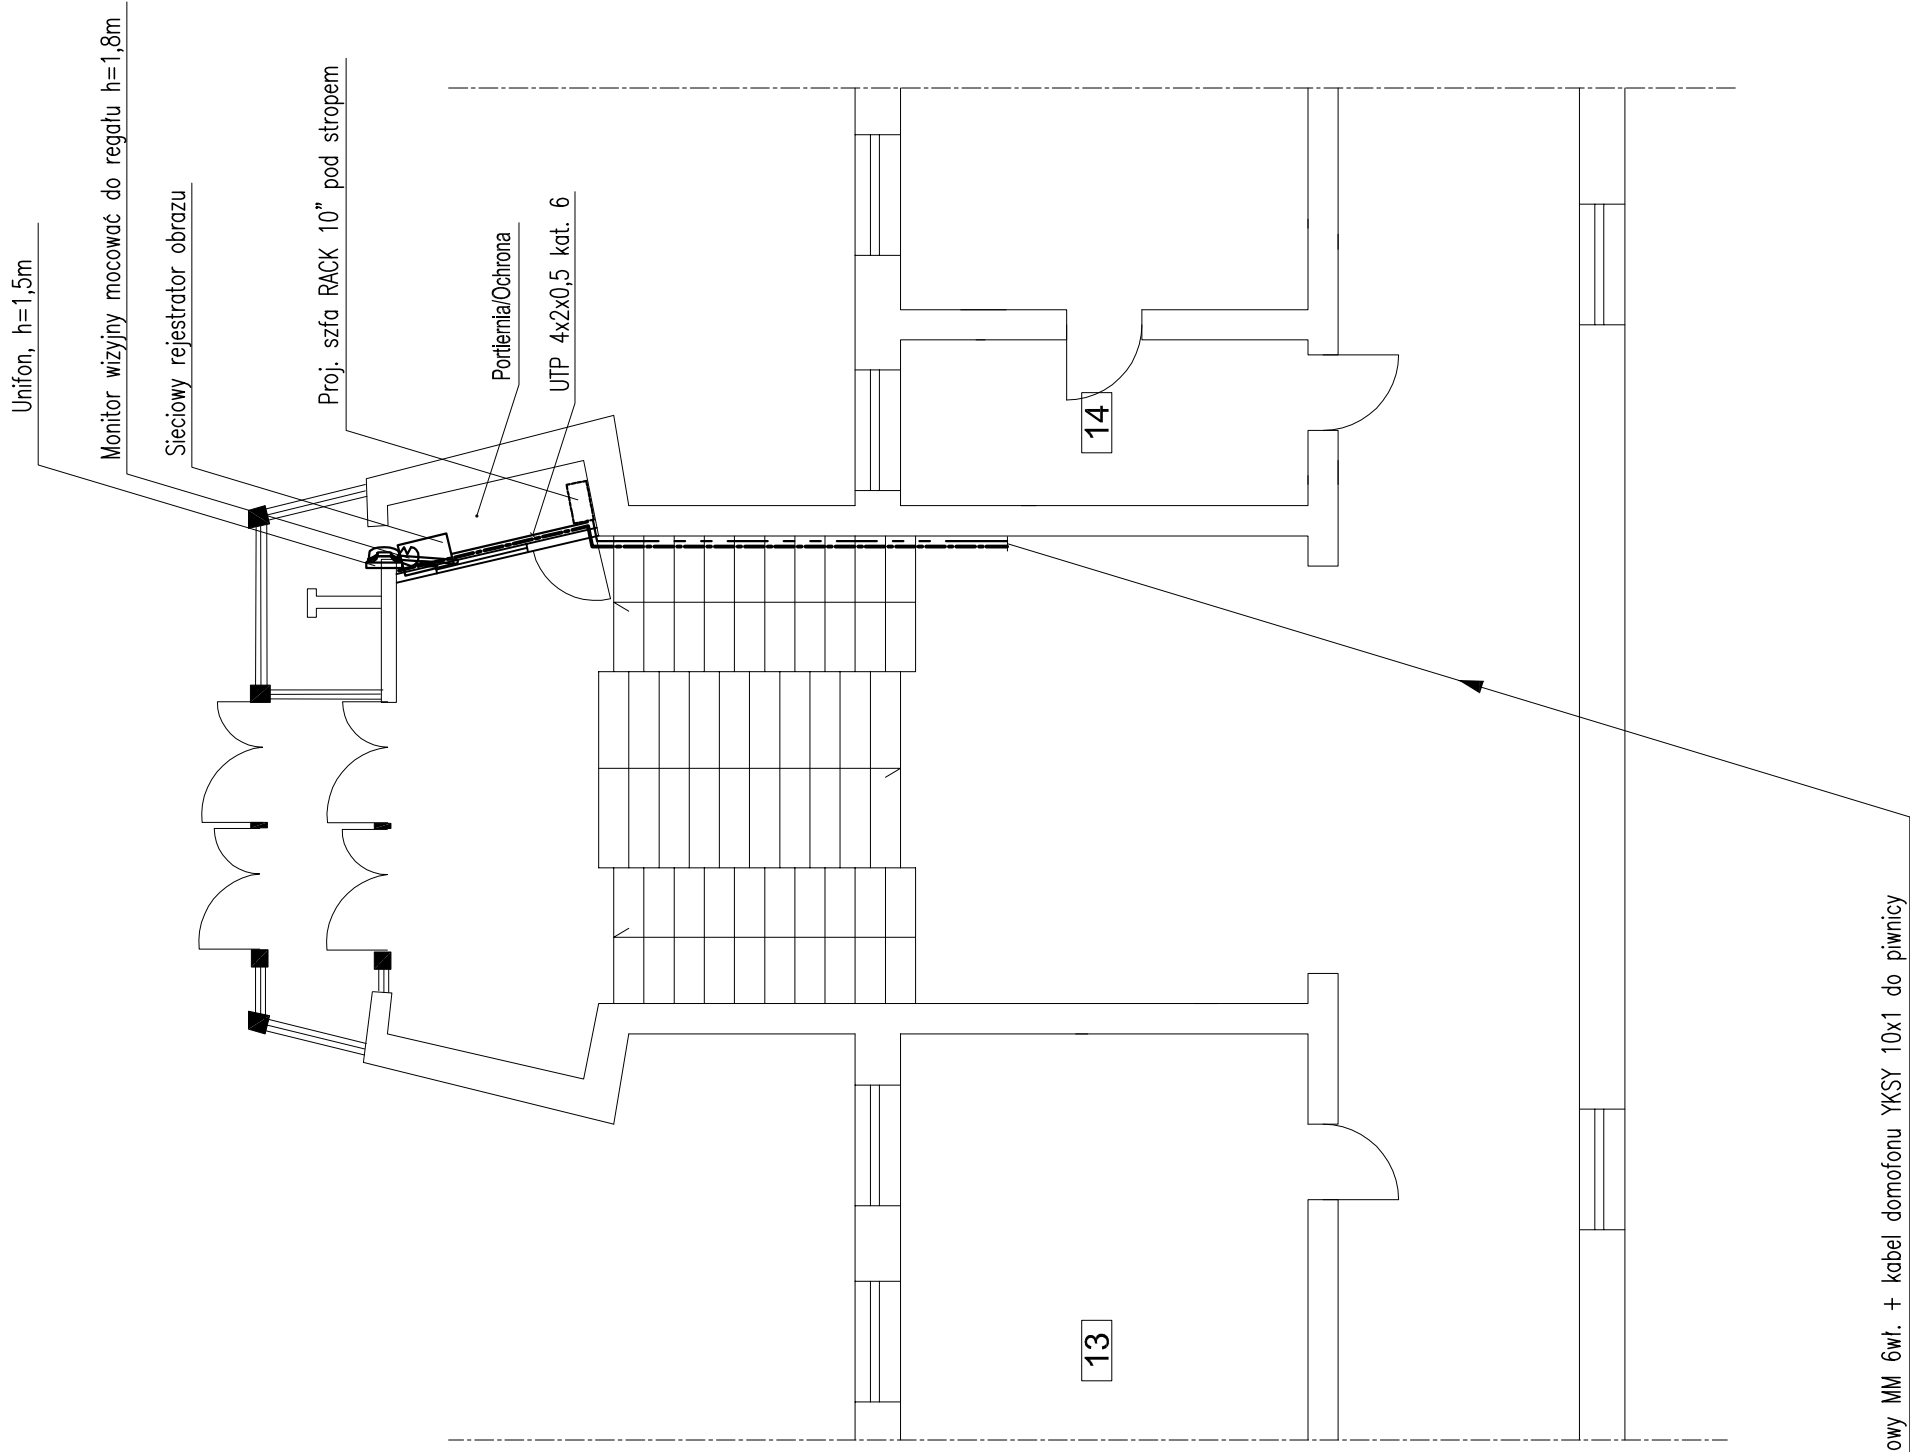 Unifon, h=1,5m
Monitor wizyjny mocować do regału h=1,8m
Sieciowy rejestrator obrazu
Proj. szfa RACK 10" pod stropem
Portiernia/Ochrona
UTP 4x2x0,5 kat. 6
14
13
owy MM 6wł. + kabel domofonu YKSY 10x1 do piwnicy